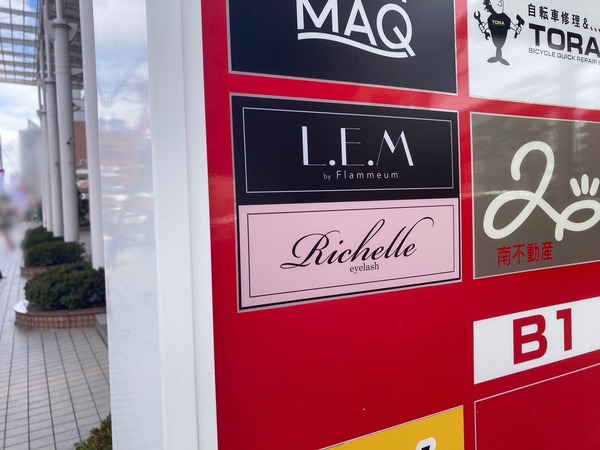 MAQ
自転車修理&
TORA
TORA
BICYCLE QUICK REPAIR
L.E.M
by Flammeum
Richelle
eyelash
南不動産
B1